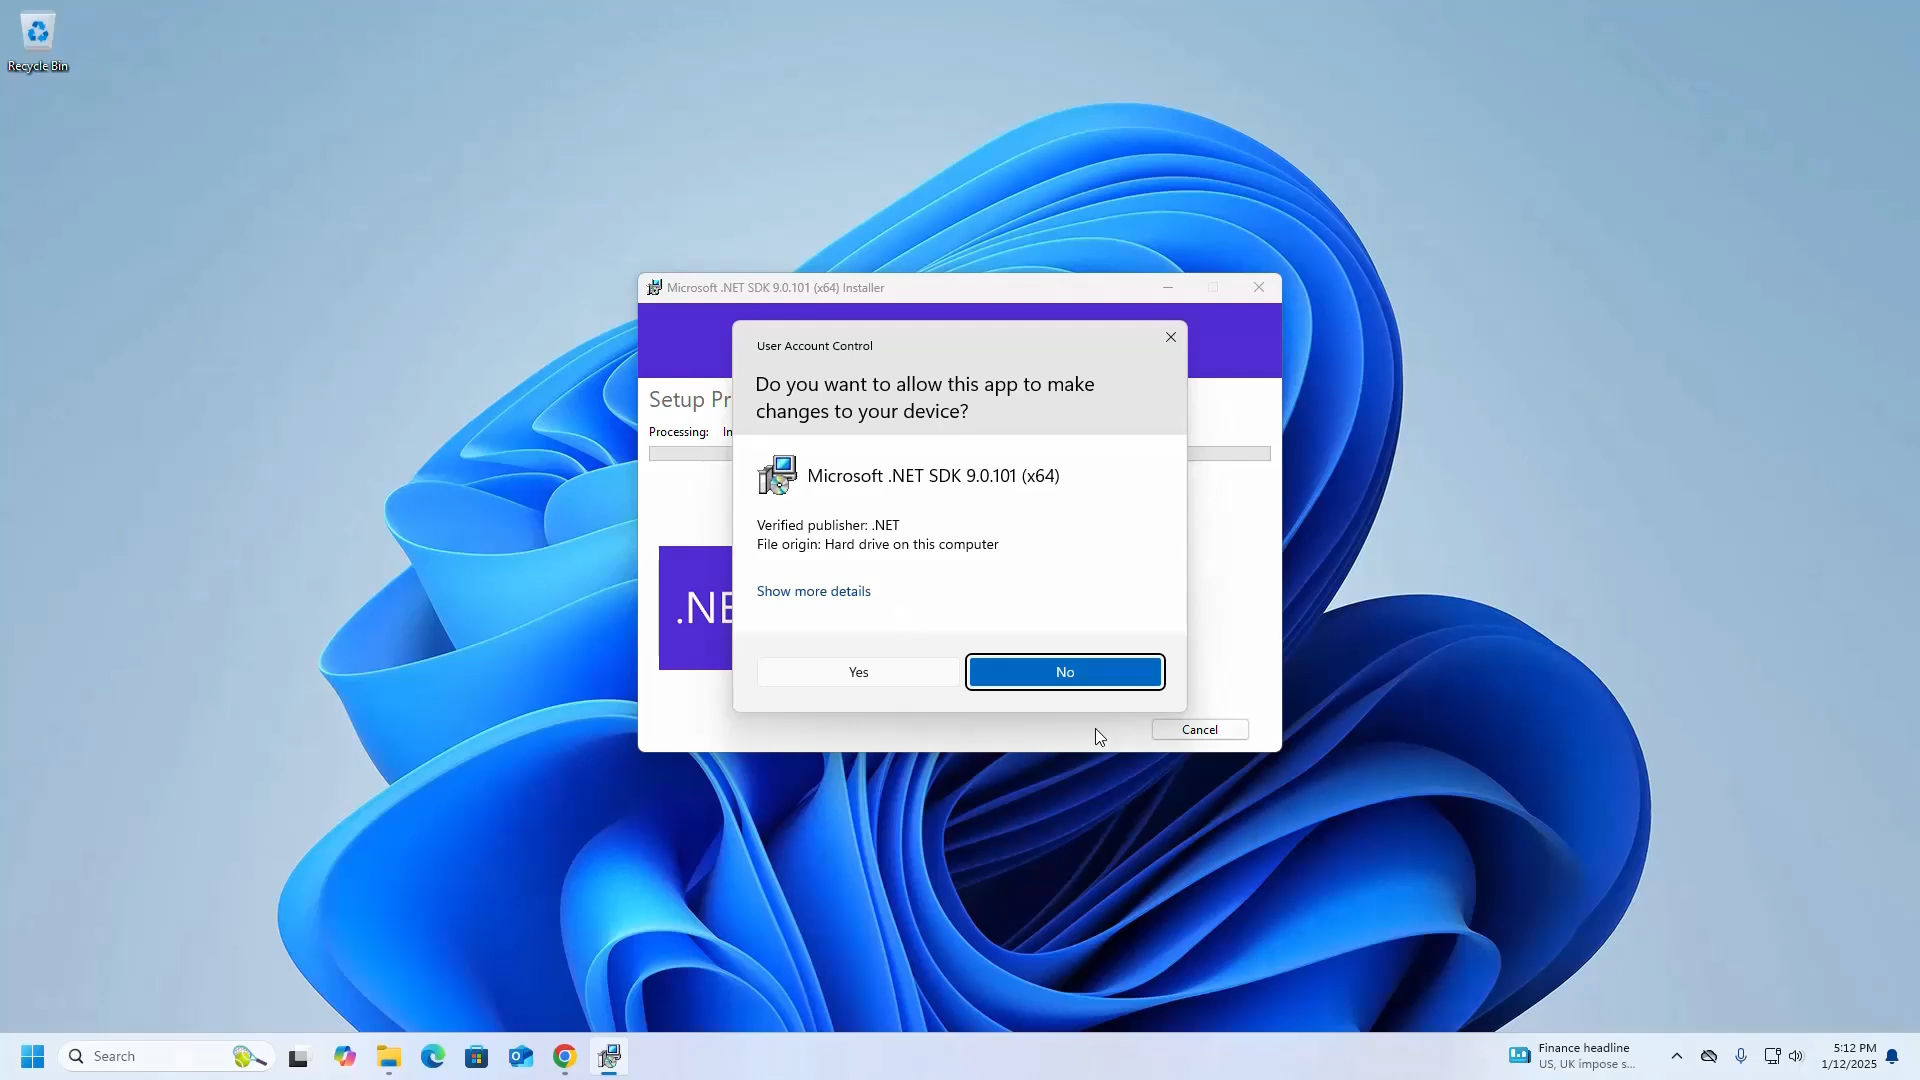 Recycle Bin
Microsoft .NET SDK 9.0.101 (x64) Installer
User Account Control
Do you want to allow this app to make
changes to your device?
Setup Pr
Processing: In
Microsoft .NET SDK 9.0.101 (x64)
Verified publisher: .NET
File origin: Hard drive on this computer
Show more details
.NE
Yes
No
Cancel
Search
Finance headline
US, UK impose s...
5:12 PM
1/12/2025